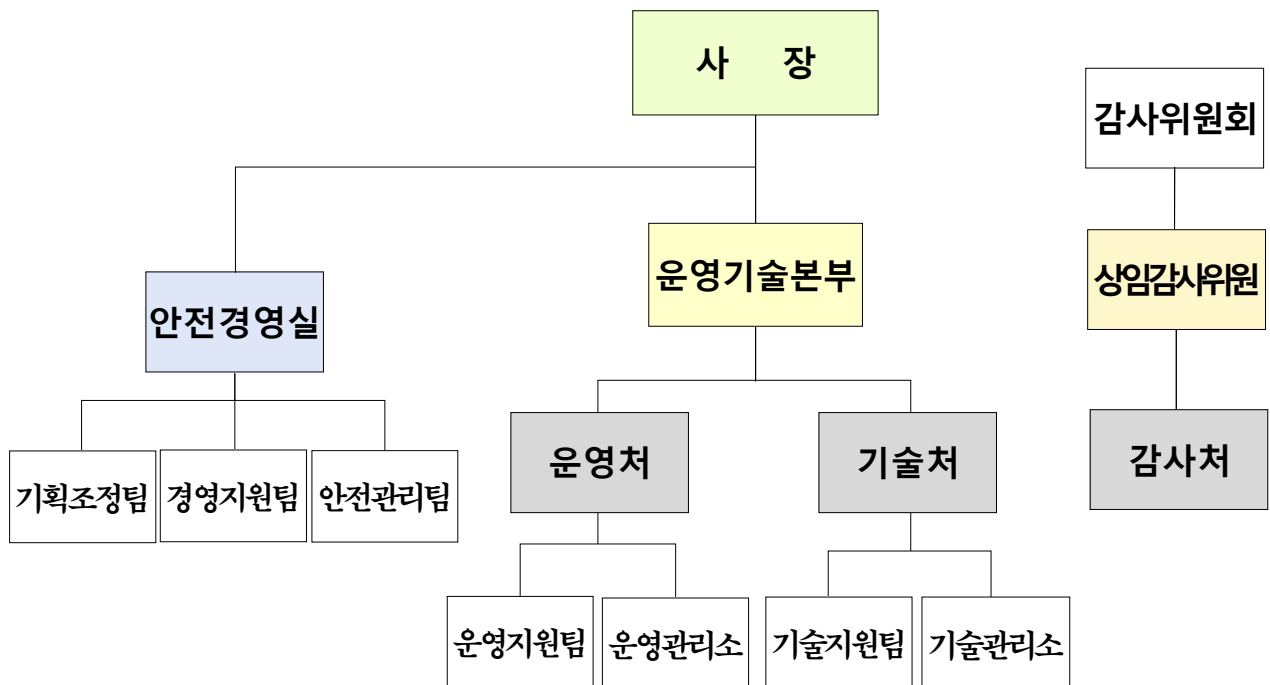 사 장
감사위원회
운영기술본부
상임감사위원
안전경영실
운영처
기술처
감사처
기획조정팀
경영지원팀
안전관리팀
운영지원팀
운영관리소
기술지원팀
기술관리소